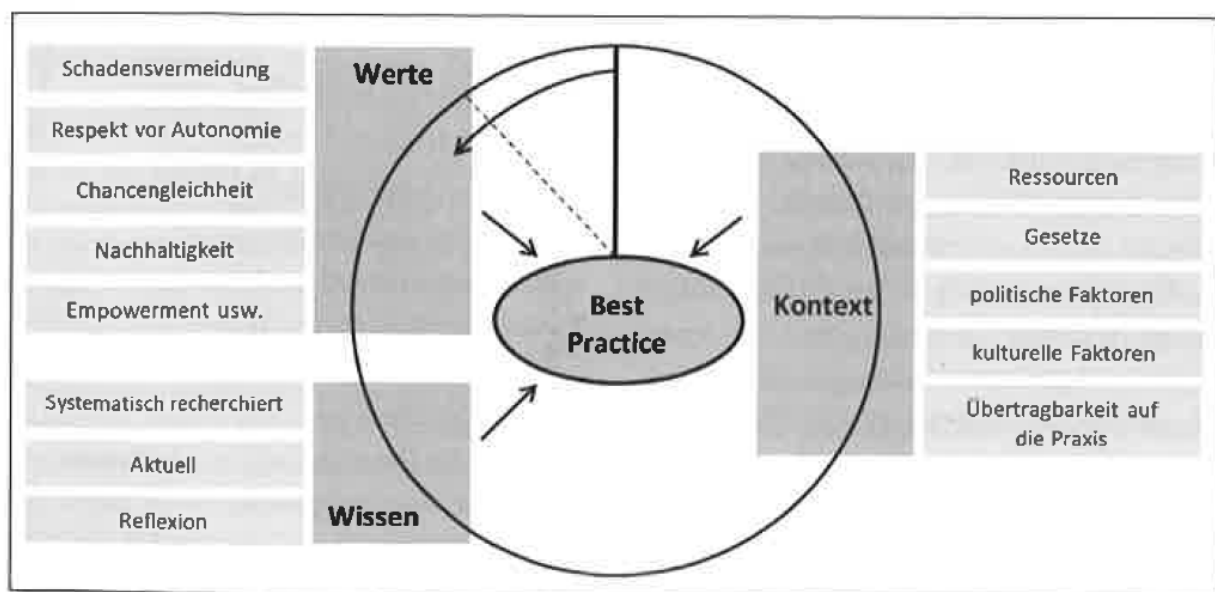 Schadensvermeidung
Respekt vor Autonomie
Chancengleichheit
Nachhaltigkeit
Empowerment usw.
Werte
Systematisch recherchiert
Aktuell
Reflexion
Wissen
Best
Practice
Kontext
Ressourcen
Gesetze
politische Faktoren
kulturelle Faktoren
Übertragbarkeit auf
die Praxis